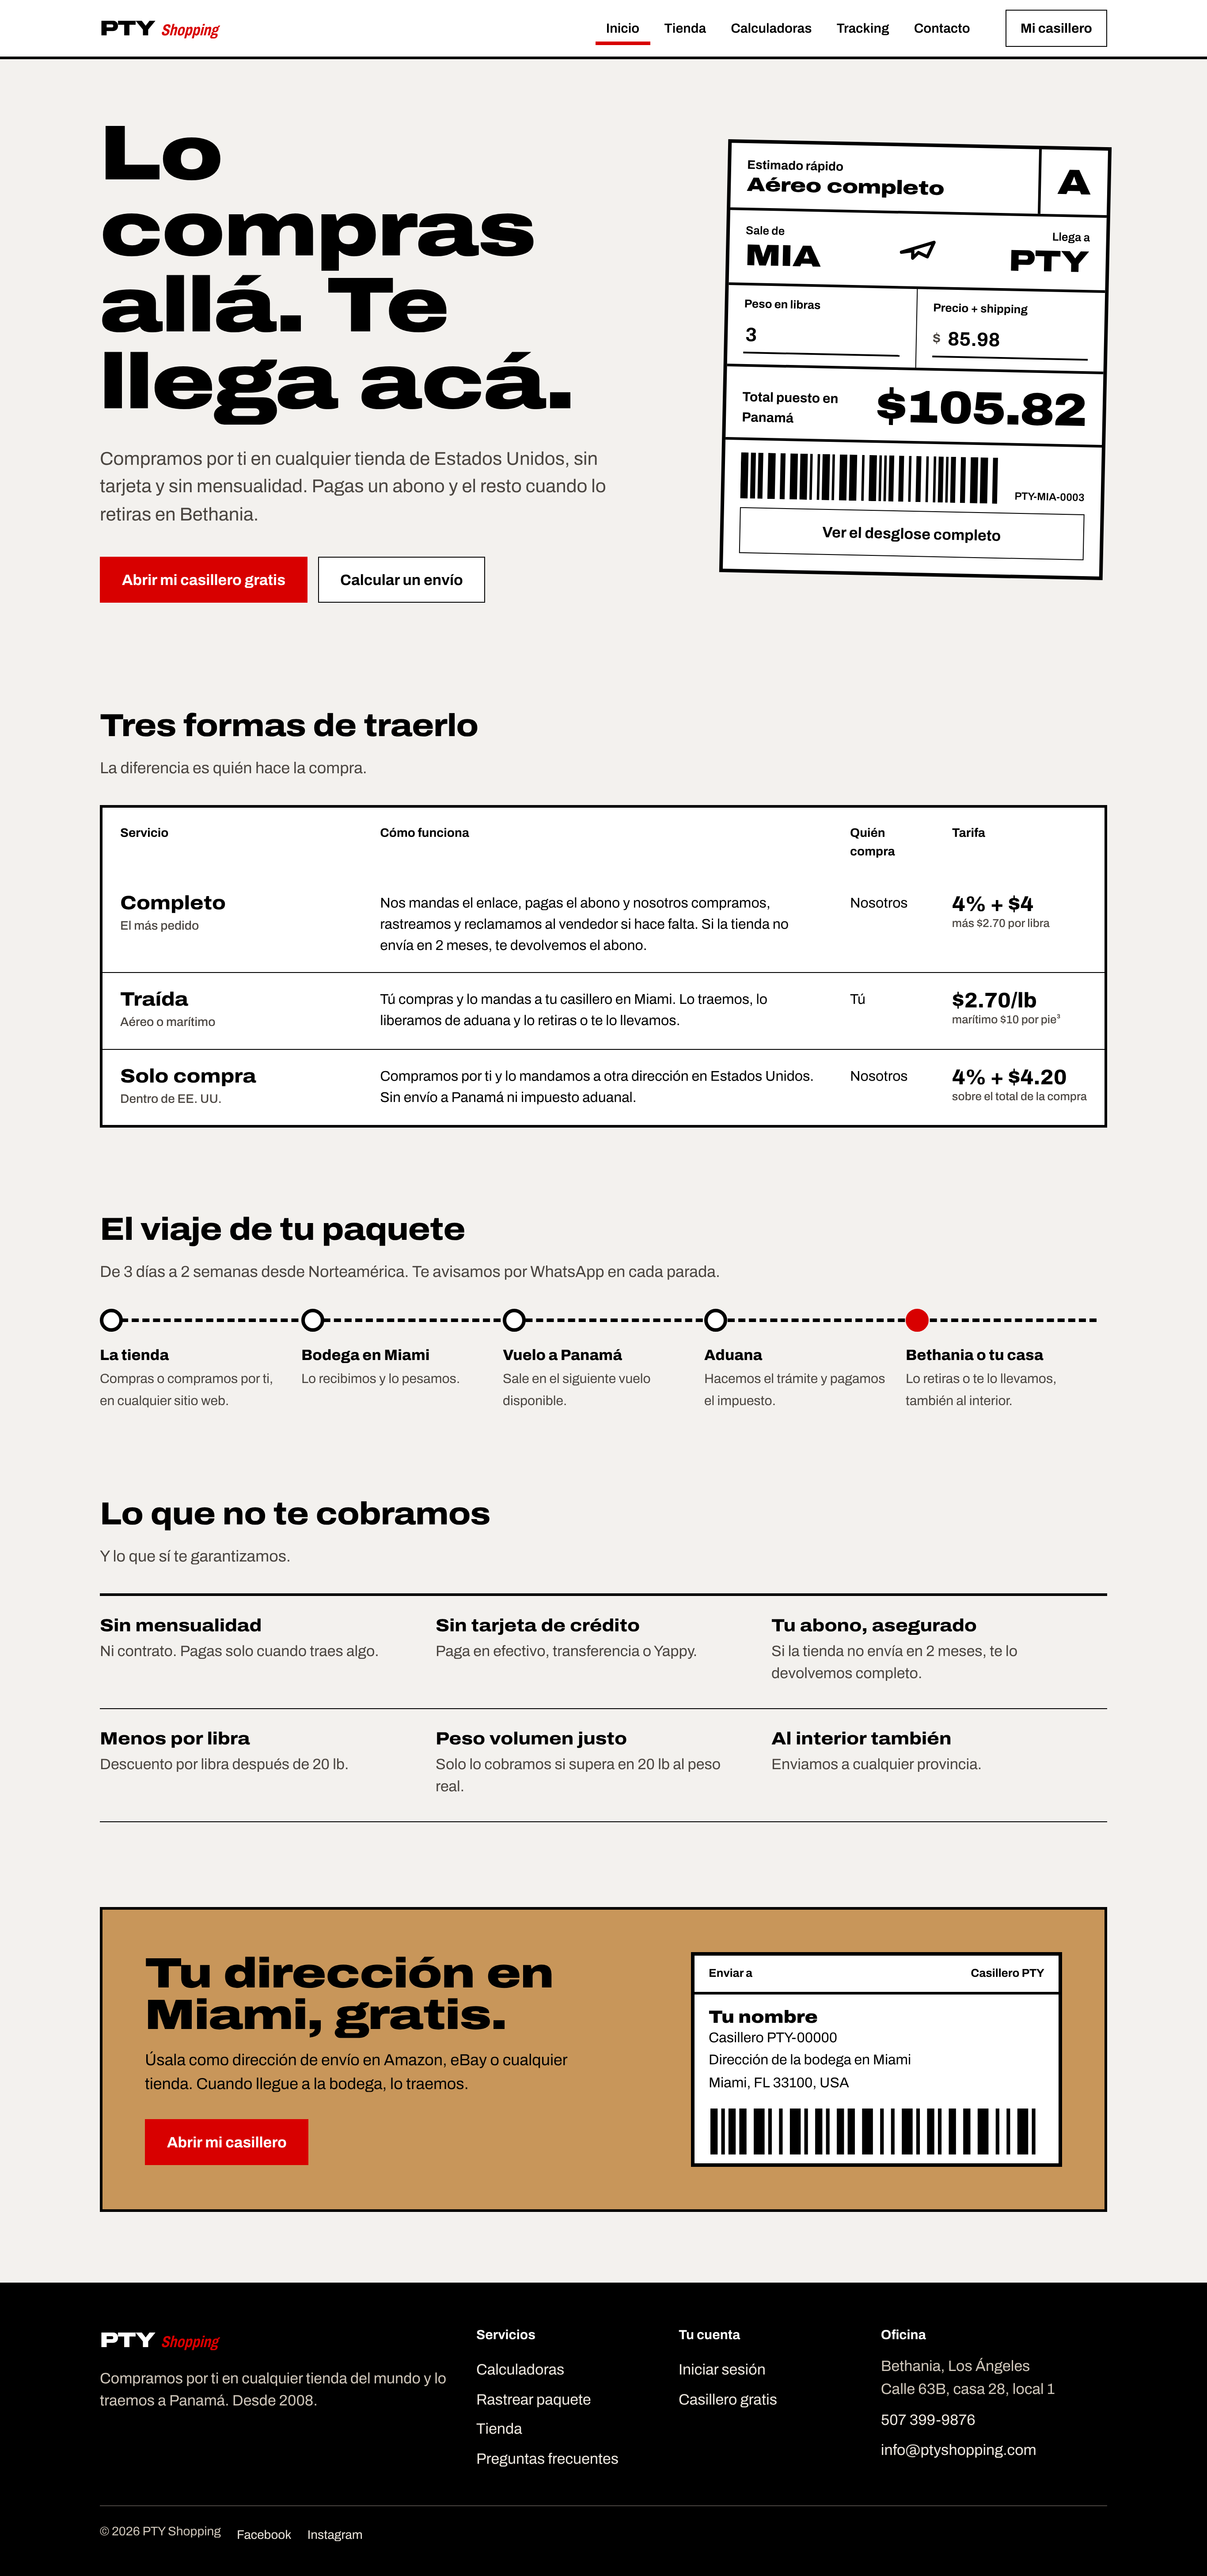 PTY Shopping
Inicio
Tienda
Calculadoras
Tracking
Contacto
Mi casillero
Lo
compras
allá. Te
llega acá.
Compramos por ti en cualquier tienda de Estados Unidos, sin
tarjeta y sin mensualidad. Pagas un abono y el resto cuando lo
retiras en Bethania.
Abrir mi casillero gratis
Calcular un envío
Estimado rápido
Aéreo completo
A
Sale de
MIA
Llega a
PTY
Peso en libras
3
Precio + shipping
$ 85.98
Total puesto en
Panamá
$105.82
PTY-MIA-0003
Ver el desglose completo
Tres formas de traerlo
La diferencia es quién hace la compra.
Servicio
Cómo funciona
Quién
compra
Tarifa
Completo
El más pedido
Nos mandas el enlace, pagas el abono y nosotros compramos,
rastreamos y reclamamos al vendedor si hace falta. Si la tienda no
envía en 2 meses, te devolvemos el abono.
Nosotros
4% + $4
más $2.70 por libra
Traída
Aéreo o marítimo
Tú compras y lo mandas a tu casillero en Miami. Lo traemos, lo
liberamos de aduana y lo retiras o te lo llevamos.
Tú
$2.70/lb
marítimo $10 por pie³
Solo compra
Dentro de EE. UU.
Compramos por ti y lo mandamos a otra dirección en Estados Unidos.
Sin envío a Panamá ni impuesto aduanal.
Nosotros
4% + $4.20
sobre el total de la compra
El viaje de tu paquete
De 3 días a 2 semanas desde Norteamérica. Te avisamos por WhatsApp en cada parada.
La tienda
Compras o compramos por ti,
en cualquier sitio web.
Bodega en Miami
Lo recibimos y lo pesamos.
Vuelo a Panamá
Sale en el siguiente vuelo
disponible.
Aduana
Hacemos el trámite y pagamos
el impuesto.
Bethania o tu casa
Lo retiras o te lo llevamos,
también al interior.
Lo que no te cobramos
Y lo que sí te garantizamos.
Sin mensualidad
Ni contrato. Pagas solo cuando traes algo.
Sin tarjeta de crédito
Paga en efectivo, transferencia o Yappy.
Tu abono, asegurado
Si la tienda no envía en 2 meses, te lo
devolvemos completo.
Menos por libra
Descuento por libra después de 20 lb.
Peso volumen justo
Solo lo cobramos si supera en 20 lb al peso
real.
Al interior también
Enviamos a cualquier provincia.
Tu dirección en
Miami, gratis.
Úsala como dirección de envío en Amazon, eBay o cualquier
tienda. Cuando llegue a la bodega, lo traemos.
Abrir mi casillero
Enviar a
Casillero PTY
Tu nombre
Casillero PTY-00000
Dirección de la bodega en Miami
Miami, FL 33100, USA
PTY Shopping
Compramos por ti en cualquier tienda del mundo y lo
traemos a Panamá. Desde 2008.
Servicios
Calculadoras
Rastrear paquete
Tienda
Preguntas frecuentes
Tu cuenta
Iniciar sesión
Casillero gratis
Oficina
Bethania, Los Ángeles
Calle 63B, casa 28, local 1
507 399-9876
info@ptyshopping.com
© 2026 PTY Shopping
Facebook
Instagram